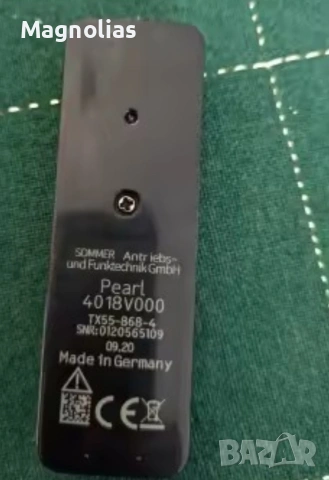 Magnolias
SOMMER Antriebs-
und Funktechnik GmbH
Pearl
4018V000
TX55-868-4
SNR:0120565109
09.20
Made in Germany
CE
BAZAR